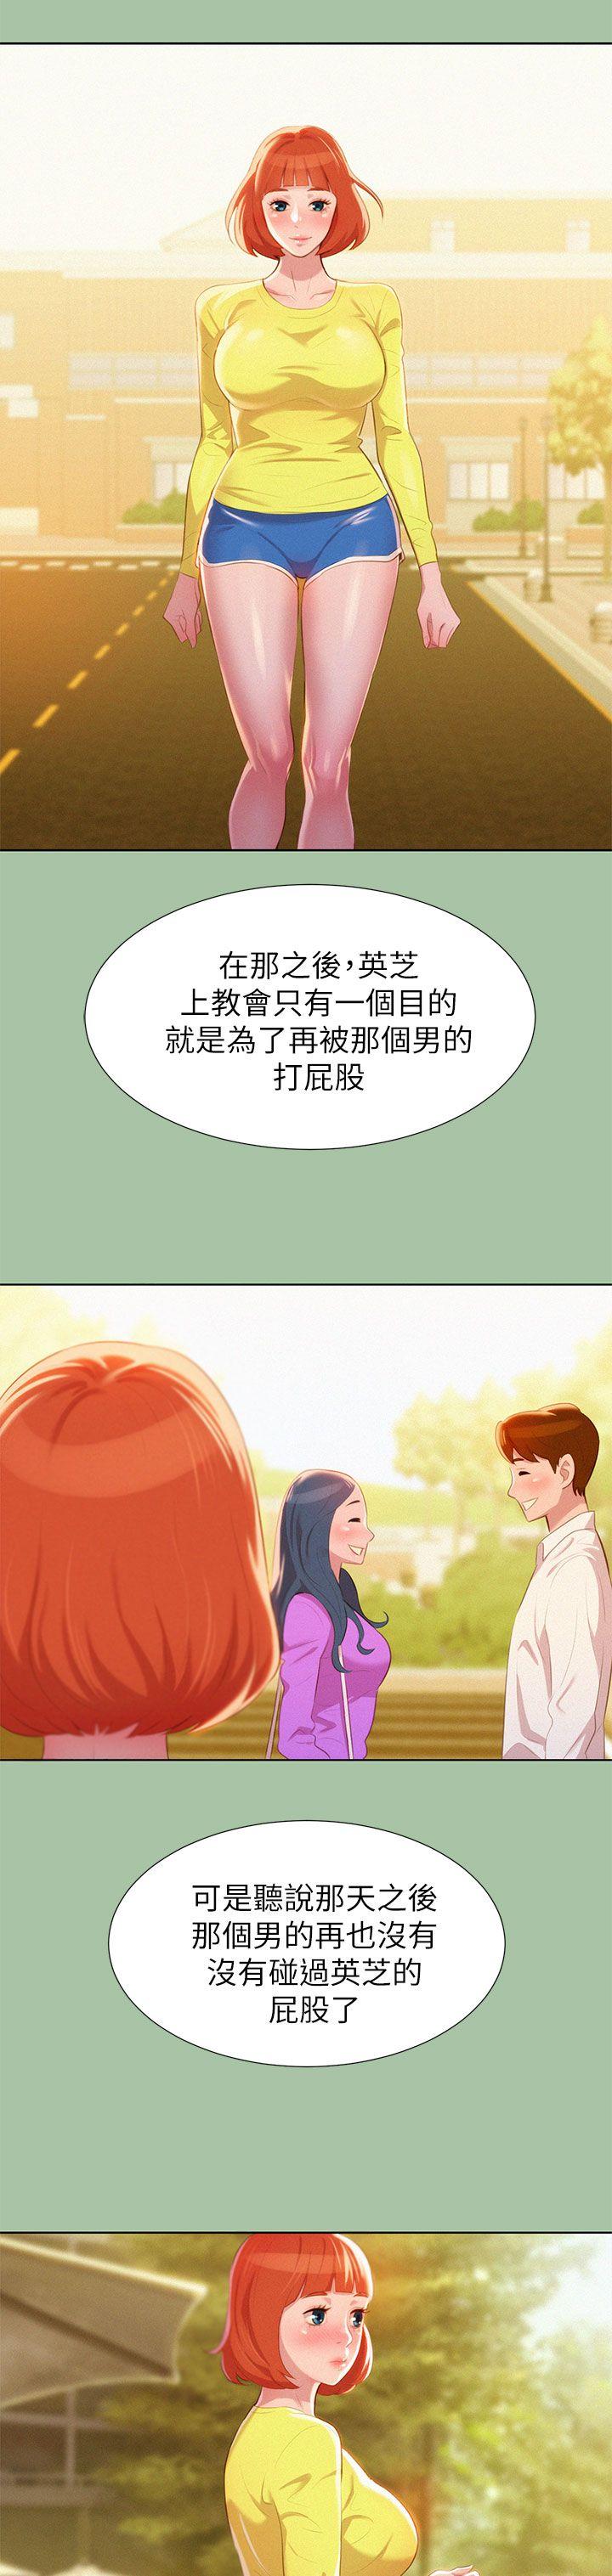 在那之後，英芝
上教會只有一個目的
就是為了再被那個男的
打屁股
可是聽說那天之後
那個男的再也沒有
沒有碰過英芝的
屁股了